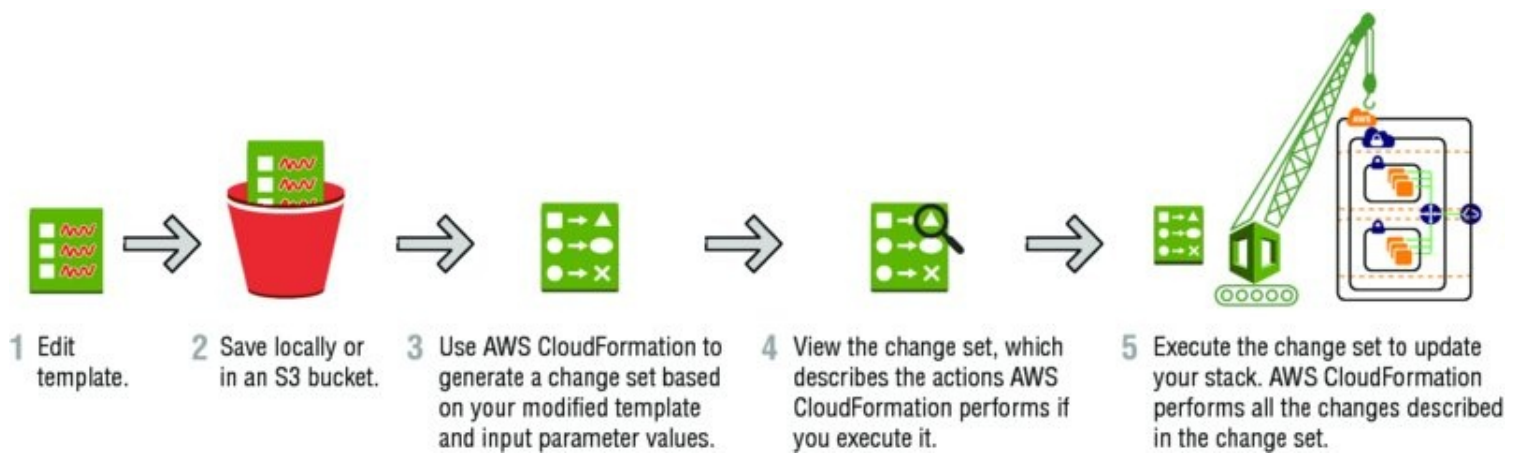 aws
1 Edit
template.
2 Save locally or
in an S3 bucket.
3 Use AWS CloudFormation to
generate a change set based
on your modified template
and input parameter values.
4 View the change set, which
describes the actions AWS
CloudFormation performs if
you execute it.
5 Execute the change set to update
your stack. AWS CloudFormation
performs all the changes described
in the change set.